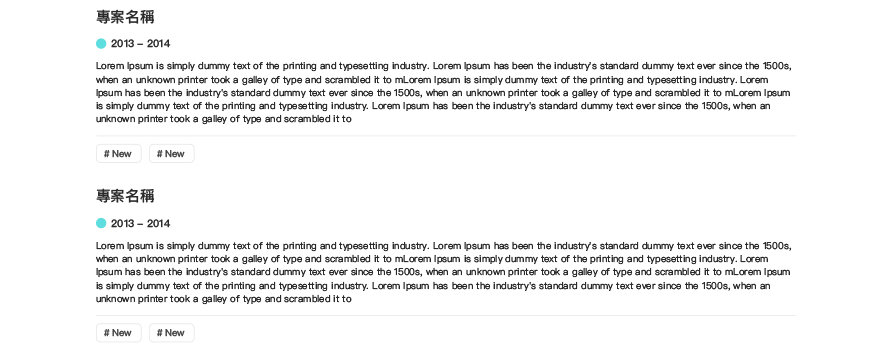 專案名稱
2013 – 2014
Lorem Ipsum is simply dummy text of the printing and typesetting industry. Lorem Ipsum has been the industry's standard dummy text ever since the 1500s,
when an unknown printer took a galley of type and scrambled it to mLorem Ipsum is simply dummy text of the printing and typesetting industry. Lorem
Ipsum has been the industry's standard dummy text ever since the 1500s, when an unknown printer took a galley of type and scrambled it to mLorem Ipsum
is simply dummy text of the printing and typesetting industry. Lorem Ipsum has been the industry's standard dummy text ever since the 1500s, when an
unknown printer took a galley of type and scrambled it to
# New # New
專案名稱
2013 – 2014
Lorem Ipsum is simply dummy text of the printing and typesetting industry. Lorem Ipsum has been the industry's standard dummy text ever since the 1500s,
when an unknown printer took a galley of type and scrambled it to mLorem Ipsum is simply dummy text of the printing and typesetting industry. Lorem
Ipsum has been the industry's standard dummy text ever since the 1500s, when an unknown printer took a galley of type and scrambled it to mLorem Ipsum
is simply dummy text of the printing and typesetting industry. Lorem Ipsum has been the industry's standard dummy text ever since the 1500s, when an
unknown printer took a galley of type and scrambled it to
# New # New